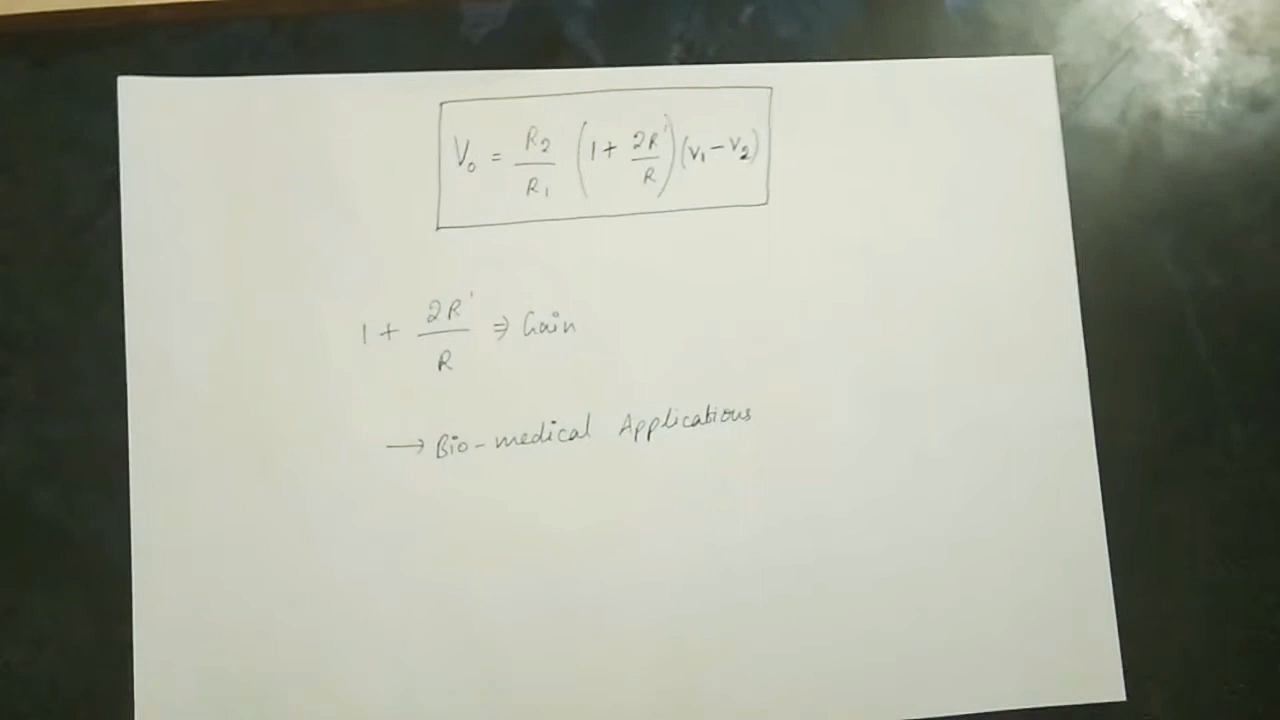 V₀ = R₂/R₁ (1 + 2R'/R) (v₁ - v₂)
1 + 2R'/R ⇒ Gain
→ Bio-medical Applications